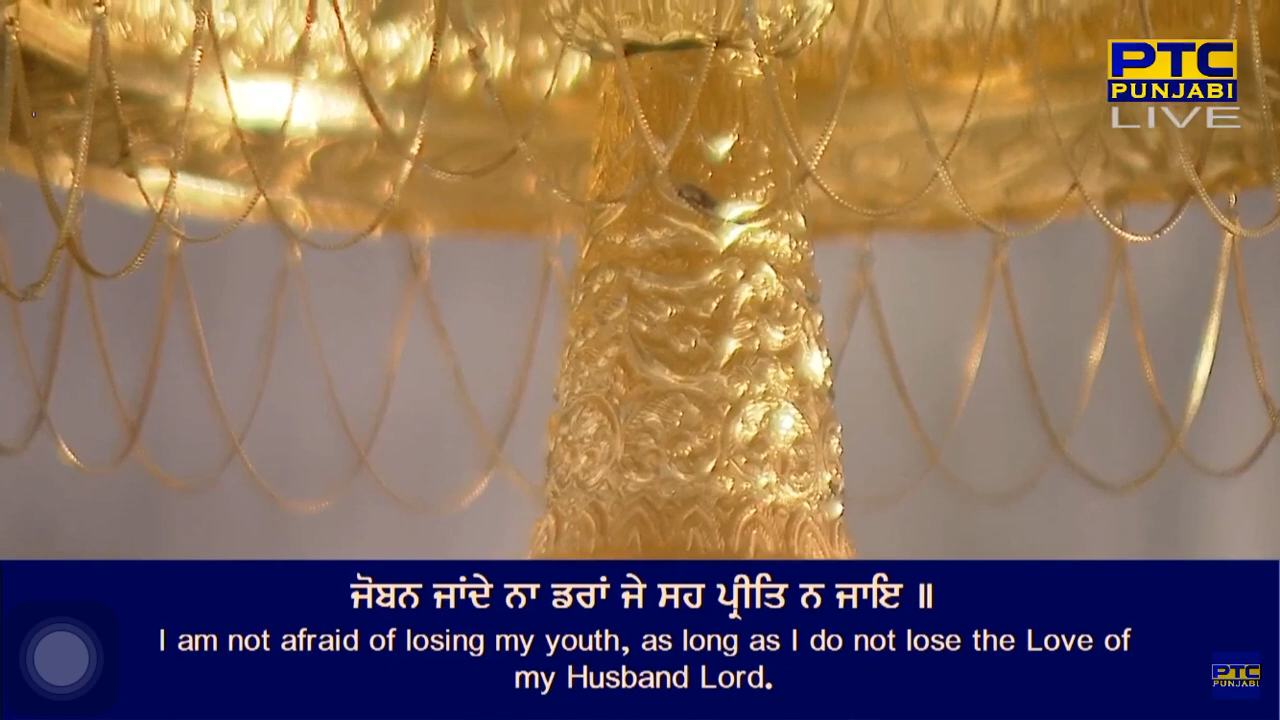 PTC
PUNJABI
LIVE
ਜੋਬਨ ਜਾਂਦੇ ਨਾ ਡਰਾਂ ਜੇ ਸਹ ਪ੍ਰੀਤਿ ਨ ਜਾਇ ॥
I am not afraid of losing my youth, as long as I do not lose the Love of
my Husband Lord.
PTC
PUNJABI